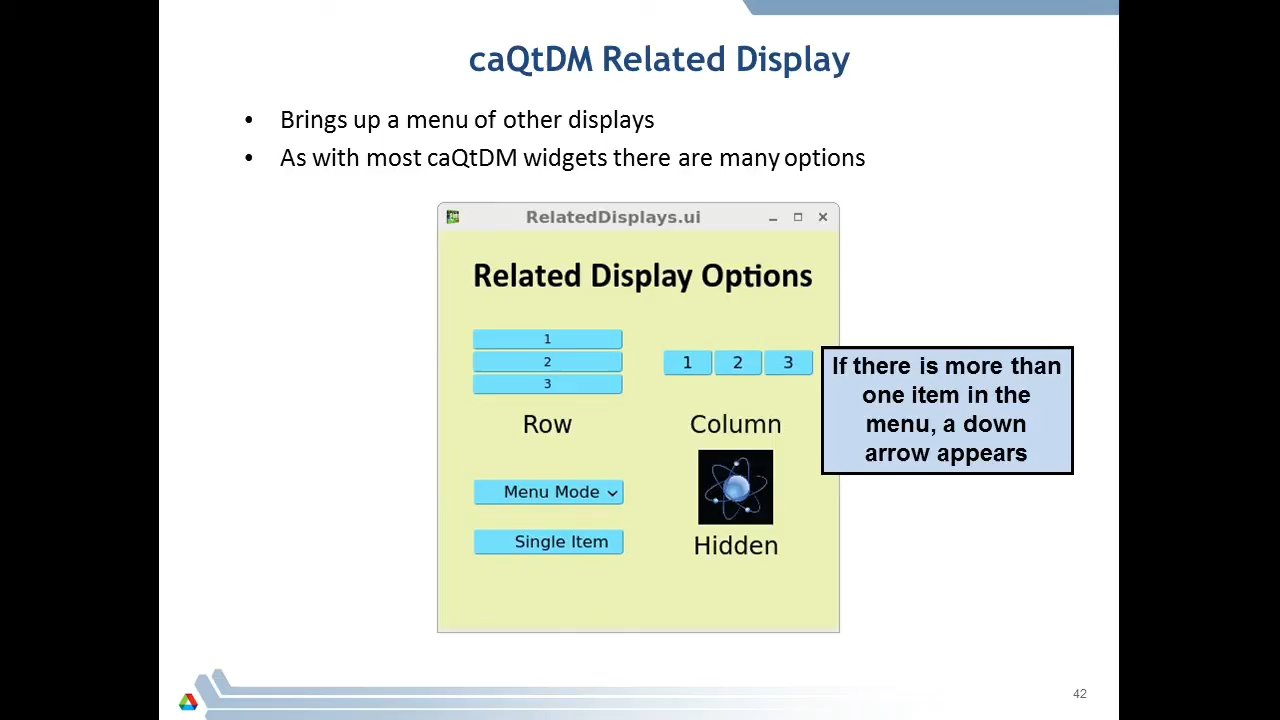 caQtDM Related Display
• Brings up a menu of other displays
• As with most caQtDM widgets there are many options
RelatedDisplays.ui
Related Display Options
1
2
3
Row
1 2 3
Column
If there is more than
one item in the
menu, a down
arrow appears
Menu Mode
Single Item
Hidden
42